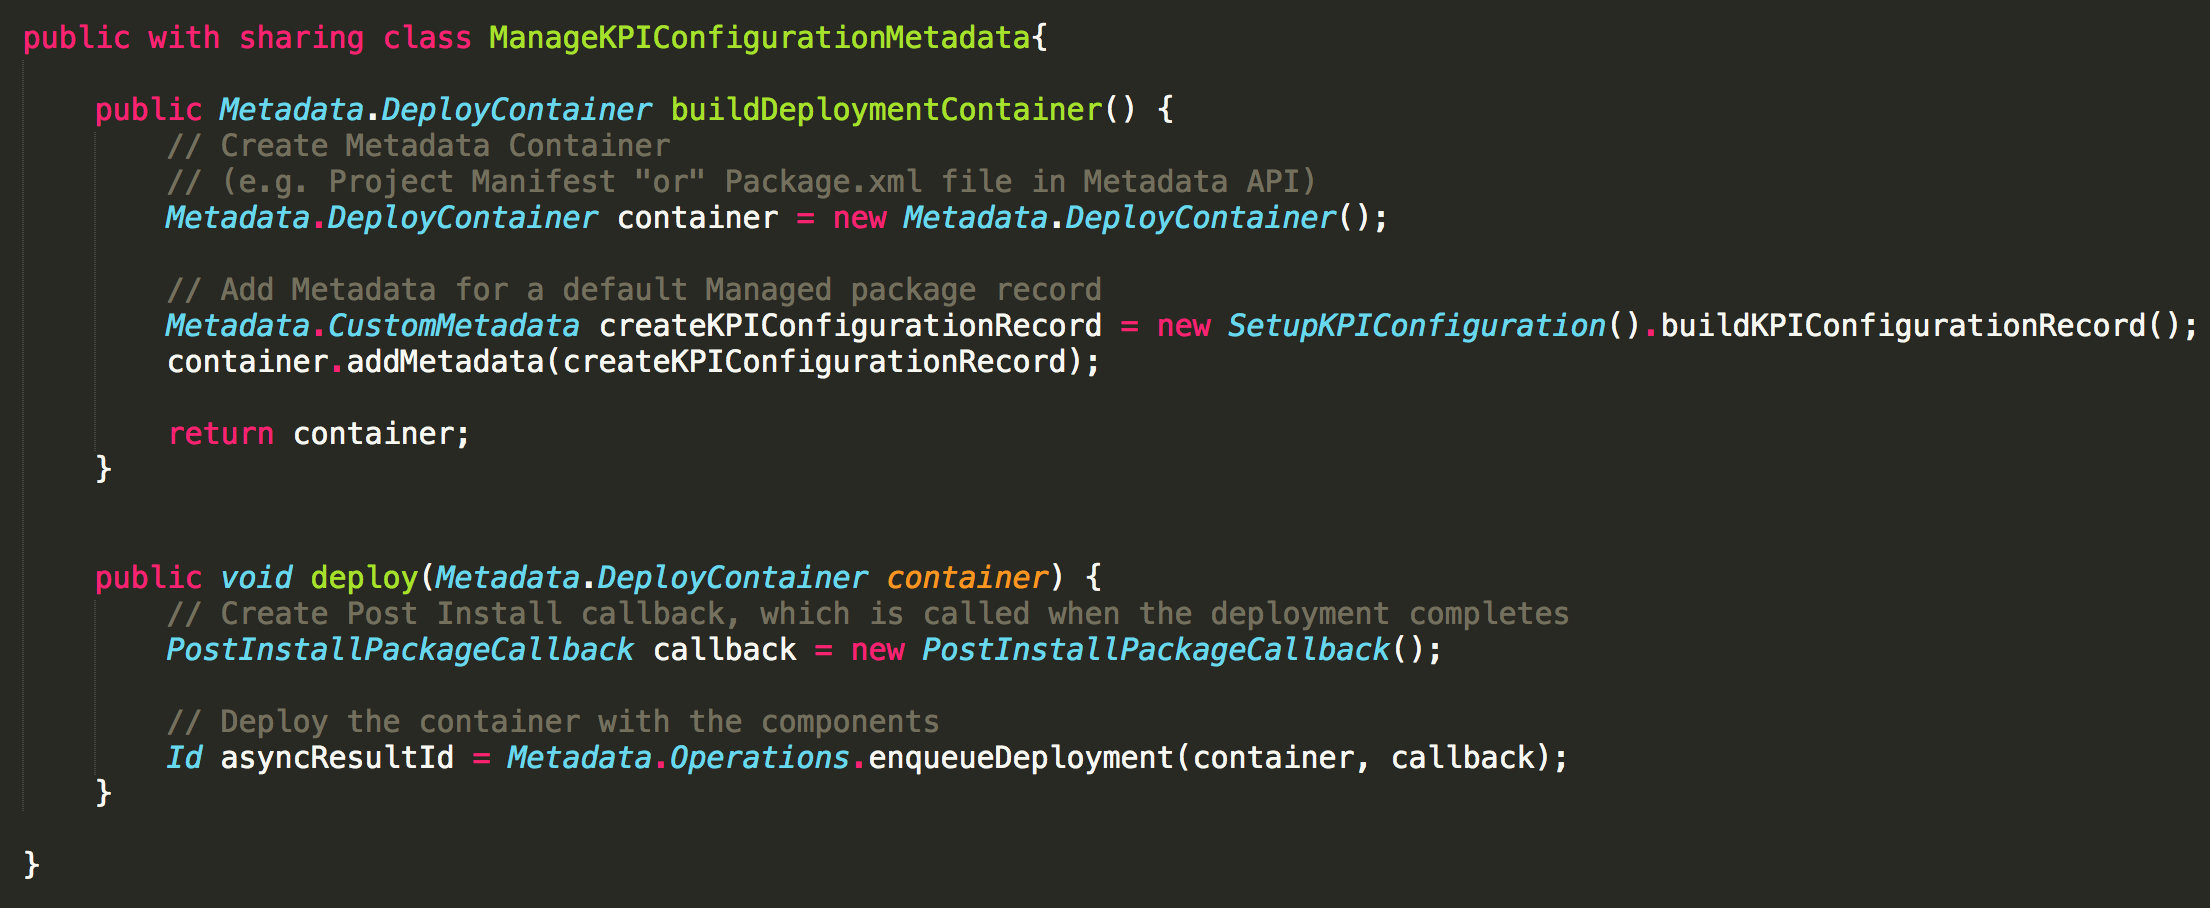 public with sharing class ManageKPIConfigurationMetadata{
public Metadata.DeployContainer buildDeploymentContainer() {
// Create Metadata Container
// (e.g. Project Manifest "or" Package.xml file in Metadata API)
Metadata.DeployContainer container = new Metadata.DeployContainer();
// Add Metadata for a default Managed package record
Metadata.CustomMetadata createKPIConfigurationRecord = new SetupKPIConfiguration().buildKPIConfigurationRecord();
container.addMetadata(createKPIConfigurationRecord);
return container;
}
public void deploy(Metadata.DeployContainer container) {
// Create Post Install callback, which is called when the deployment completes
PostInstallPackageCallback callback = new PostInstallPackageCallback();
// Deploy the container with the components
Id asyncResultId = Metadata.Operations.enqueueDeployment(container, callback);
}
}